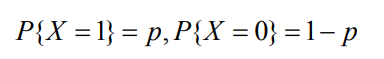 P{X = 1} = p, P{X = 0} = 1 − p